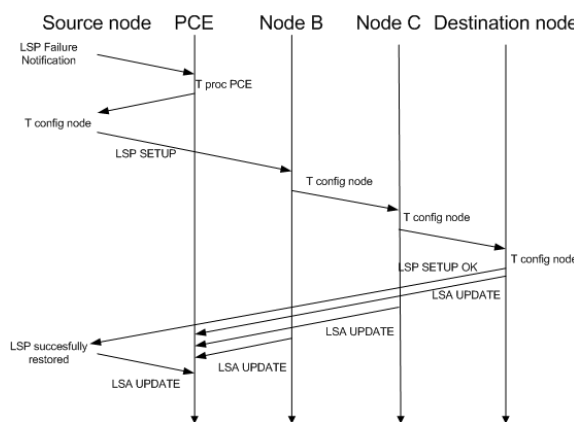 Source node PCE Node B Node C Destination node
LSP Failure
Notification
T proc PCE
T config node
LSP SETUP
T config node
T config node
T config node
LSP SETUP OK
LSA UPDATE
LSP succesfully
restored
LSA UPDATE
LSA UPDATE
LSA UPDATE